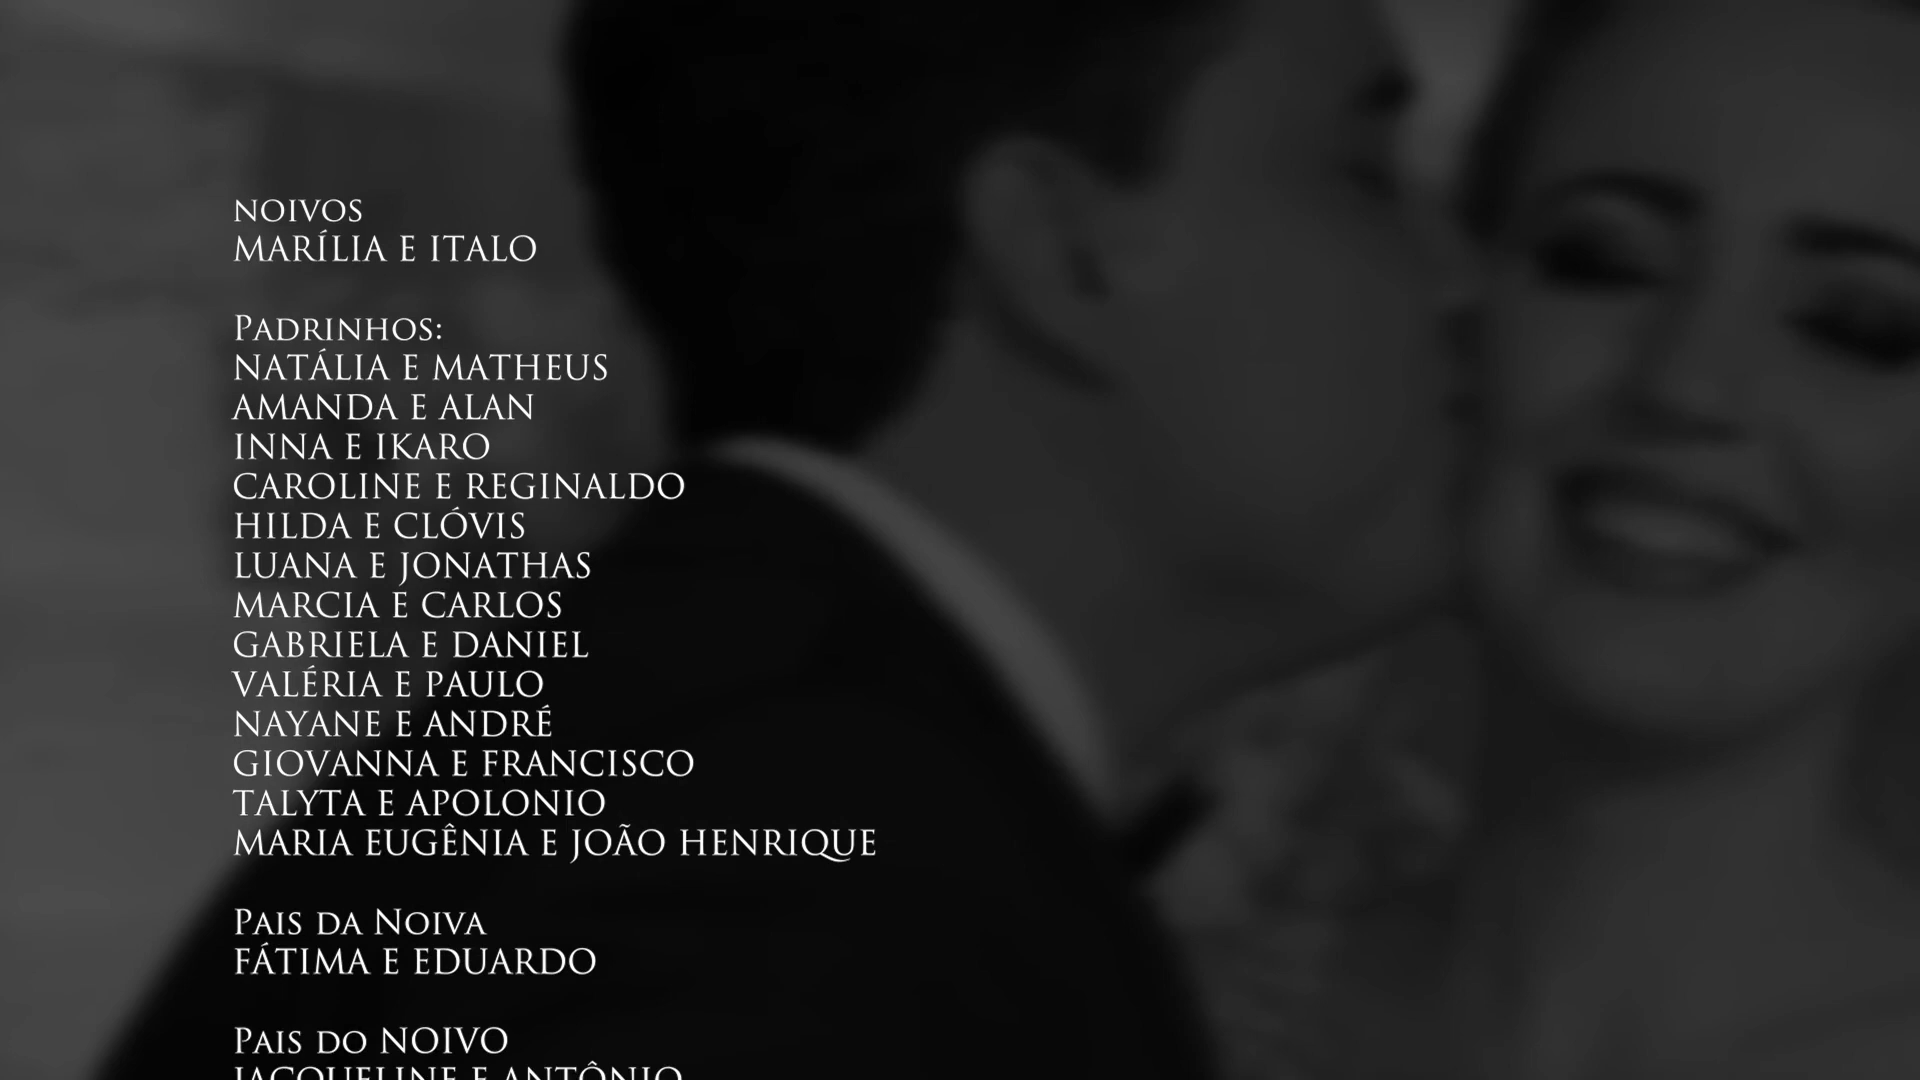 NOIVOS
MARÍLIA E ITALO
PADRINHOS:
NATÁLIA E MATHEUS
AMANDA E ALAN
INNA E IKARO
CAROLINE E REGINALDO
HILDA E CLÓVIS
LUANA E JONATHAS
MARCIA E CARLOS
GABRIELA E DANIEL
VALÉRIA E PAULO
NAYANE E ANDRÉ
GIOVANNA E FRANCISCO
TALYTA E APOLONIO
MARIA EUGÊNIA E JOÃO HENRIQUE
PAIS DA NOIVA
FÁTIMA E EDUARDO
PAIS DO NOIVO
JACQUELINE E ANTÔNIO